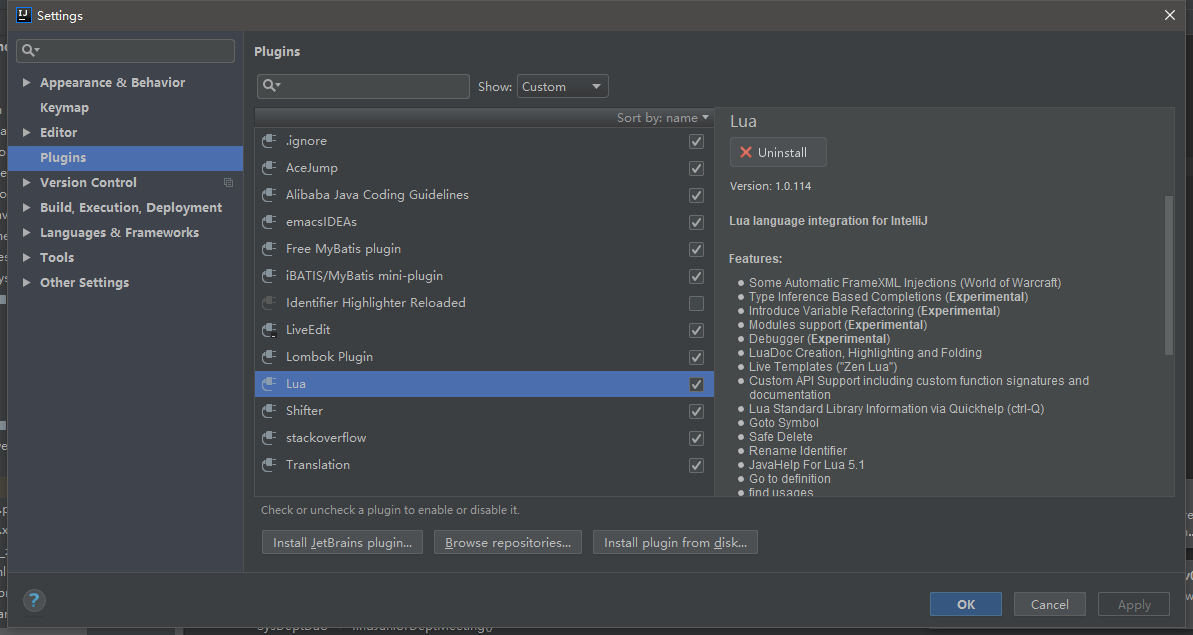 Settings
Plugins
Show: Custom
Appearance & Behavior
Keymap
Editor
Plugins
Version Control
Build, Execution, Deployment
Languages & Frameworks
Tools
Other Settings
Sort by: name
.ignore
AceJump
Alibaba Java Coding Guidelines
emacsIDEAs
Free MyBatis plugin
iBATIS/MyBatis mini-plugin
Identifier Highlighter Reloaded
LiveEdit
Lombok Plugin
Lua
Shifter
stackoverflow
Translation
Lua
Uninstall
Version: 1.0.114
Lua language integration for IntelliJ
Features:
Some Automatic FrameXML Injections (World of Warcraft)
Type Inference Based Completions (Experimental)
Introduce Variable Refactoring (Experimental)
Modules support (Experimental)
Debugger (Experimental)
LuaDoc Creation, Highlighting and Folding
Live Templates ("Zen Lua")
Custom API Support including custom function signatures and
documentation
Lua Standard Library Information via Quickhelp (ctrl-Q)
Goto Symbol
Safe Delete
Rename Identifier
JavaHelp For Lua 5.1
Go to definition
find usages
Check or uncheck a plugin to enable or disable it.
Install JetBrains plugin...
Browse repositories...
Install plugin from disk...
?
OK
Cancel
Apply